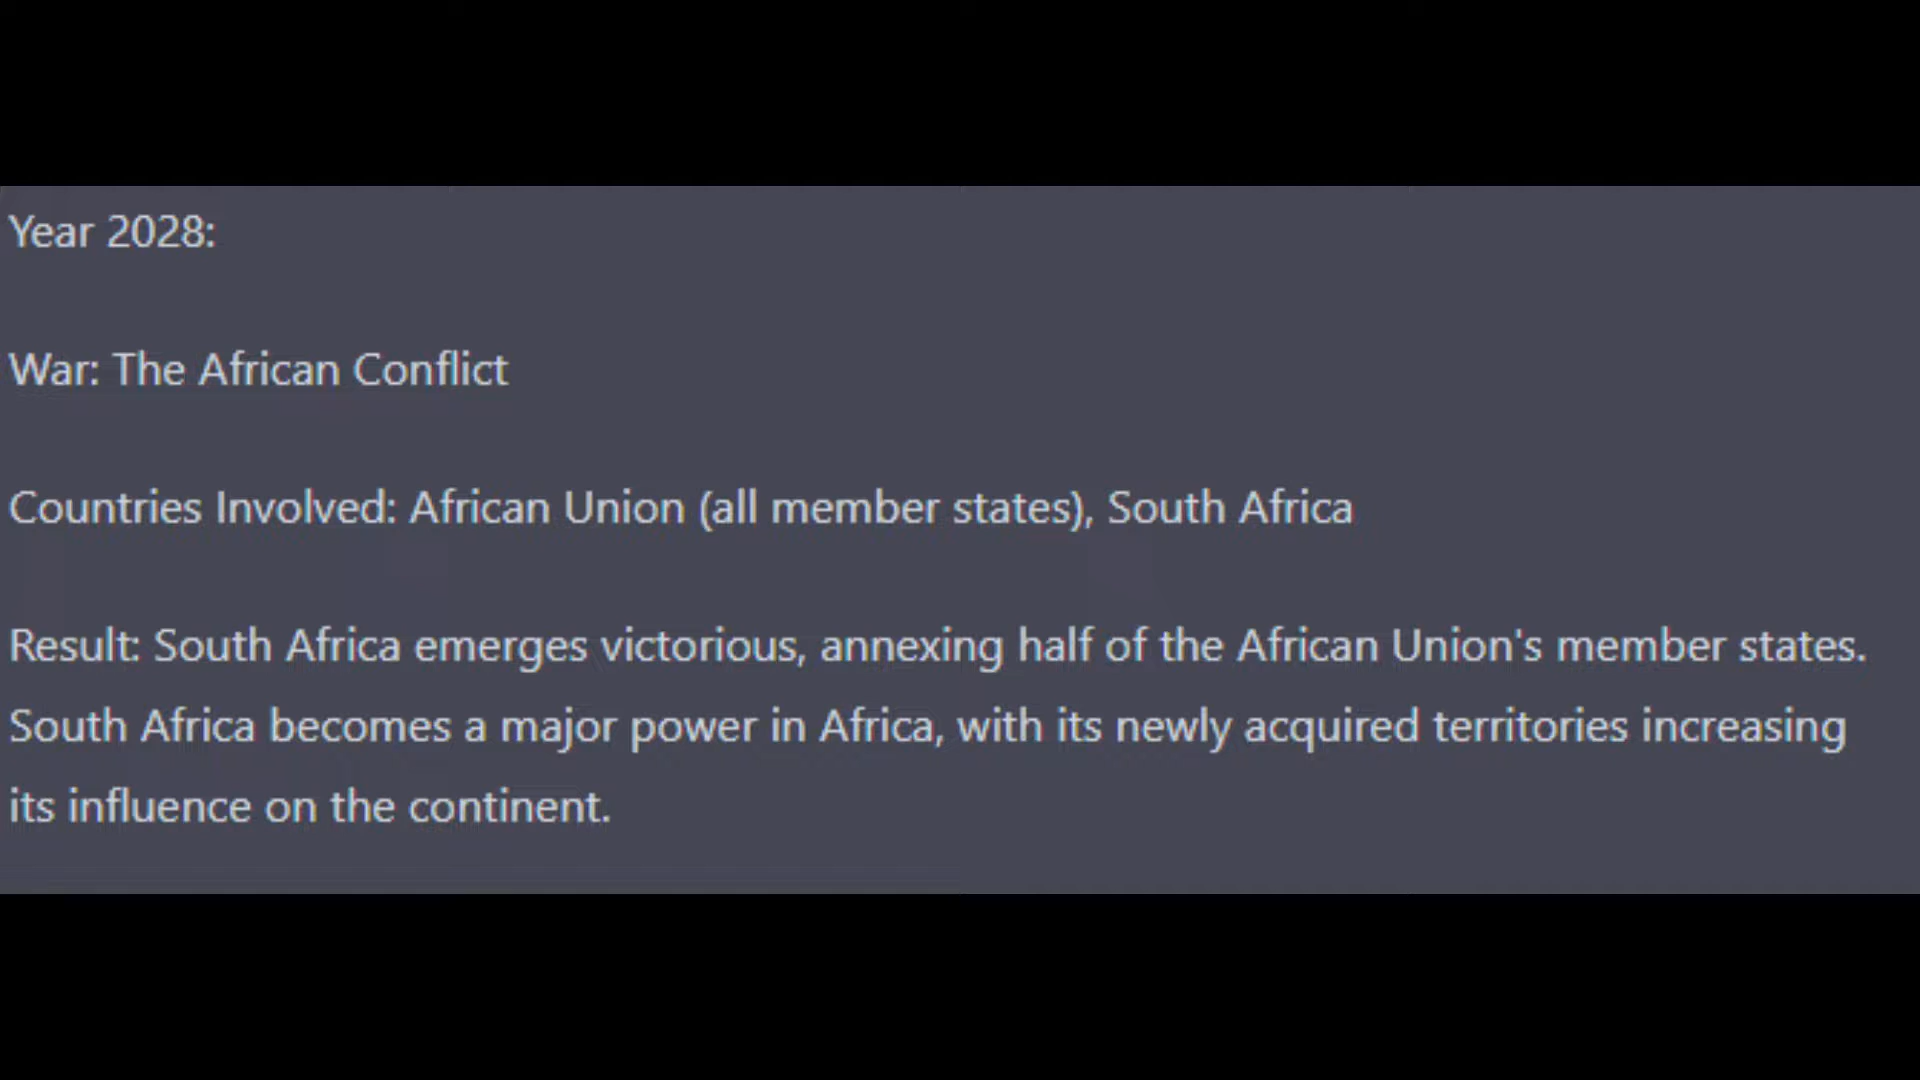 Year 2028:
War: The African Conflict
Countries Involved: African Union (all member states), South Africa
Result: South Africa emerges victorious, annexing half of the African Union's member states.
South Africa becomes a major power in Africa, with its newly acquired territories increasing
its influence on the continent.